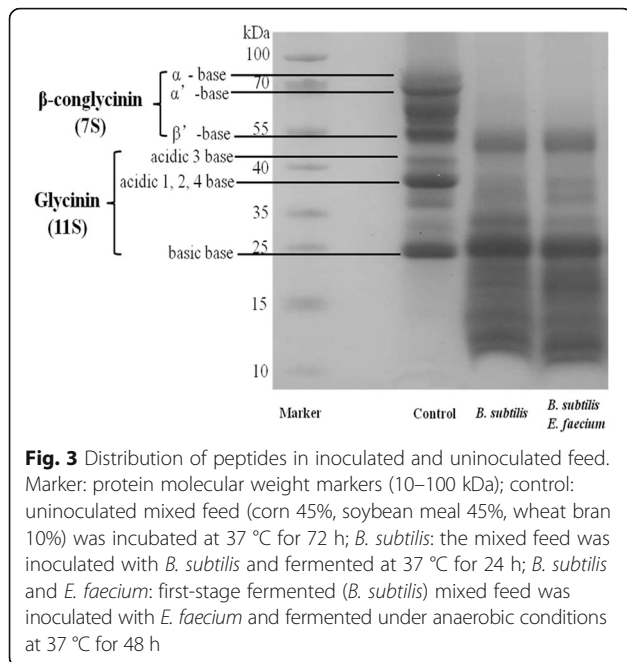 kDa
100
α - base
70
α’ -base
β-conglycinin
(7S)
55
β’ -base
acidic 3 base
40
acidic 1, 2, 4 base
Glycinin
(11S)
35
basic base
25
15
10
Marker
Control
B. subtilis
B. subtilis
E. faecium
Fig. 3 Distribution of peptides in inoculated and uninoculated feed.
Marker: protein molecular weight markers (10–100 kDa); control:
uninoculated mixed feed (corn 45%, soybean meal 45%, wheat bran
10%) was incubated at 37 °C for 72 h; B. subtilis: the mixed feed was
inoculated with B. subtilis and fermented at 37 °C for 24 h; B. subtilis
and E. faecium: first-stage fermented (B. subtilis) mixed feed was
inoculated with E. faecium and fermented under anaerobic conditions
at 37 °C for 48 h